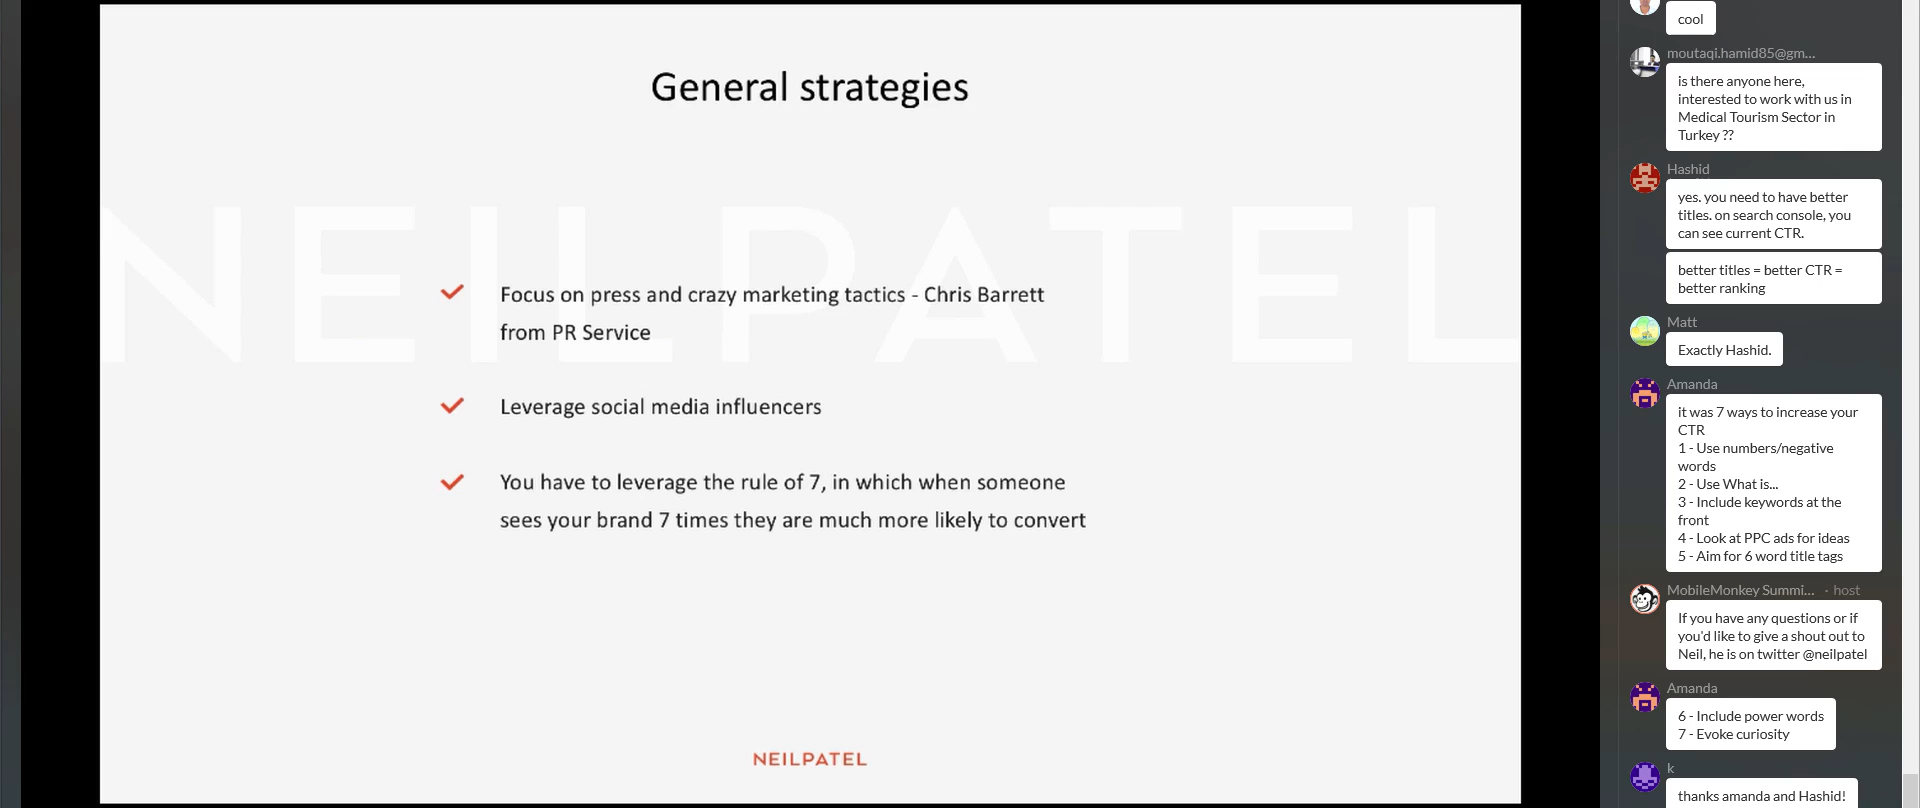 General strategies
NEILPATEL
Focus on press and crazy marketing tactics - Chris Barrett
from PR Service
Leverage social media influencers
You have to leverage the rule of 7, in which when someone
sees your brand 7 times they are much more likely to convert
NEILPATEL
cool
moutaqi.hamid85@gm...
is there anyone here,
interested to work with us in
Medical Tourism Sector in
Turkey ??
Hashid
yes. you need to have better
titles. on search console, you
can see current CTR.
better titles = better CTR =
better ranking
Matt
Exactly Hashid.
Amanda
it was 7 ways to increase your
CTR
1 - Use numbers/negative
words
2 - Use What is...
3 - Include keywords at the
front
4 - Look at PPC ads for ideas
5 - Aim for 6 word title tags
MobileMonkey Summi... · host
If you have any questions or if
you'd like to give a shout out to
Neil, he is on twitter @neilpatel
Amanda
6 - Include power words
7 - Evoke curiosity
k
thanks amanda and Hashid!